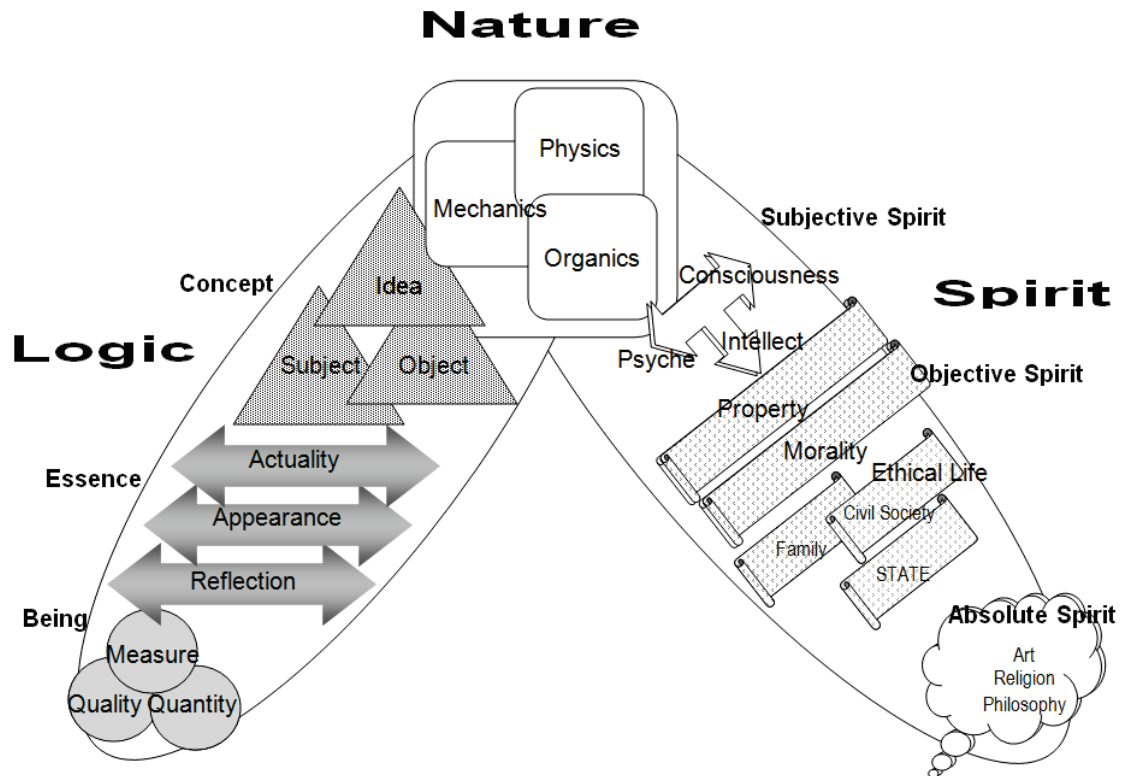 Nature
Physics
Mechanics
Organics
Logic
Concept
Idea
Subject
Object
Essence
Actuality
Appearance
Reflection
Being
Measure
Quality
Quantity
Spirit
Subjective Spirit
Consciousness
Psyche
Intellect
Objective Spirit
Property
Morality
Ethical Life
Family
Civil Society
STATE
Absolute Spirit
Art
Religion
Philosophy